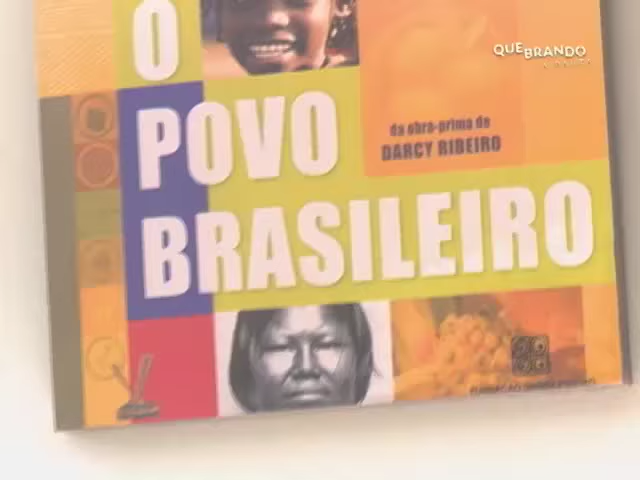 O
QUEBRANDO
da obra-prima de
DARCY RIBEIRO
POVO
BRASILEIRO